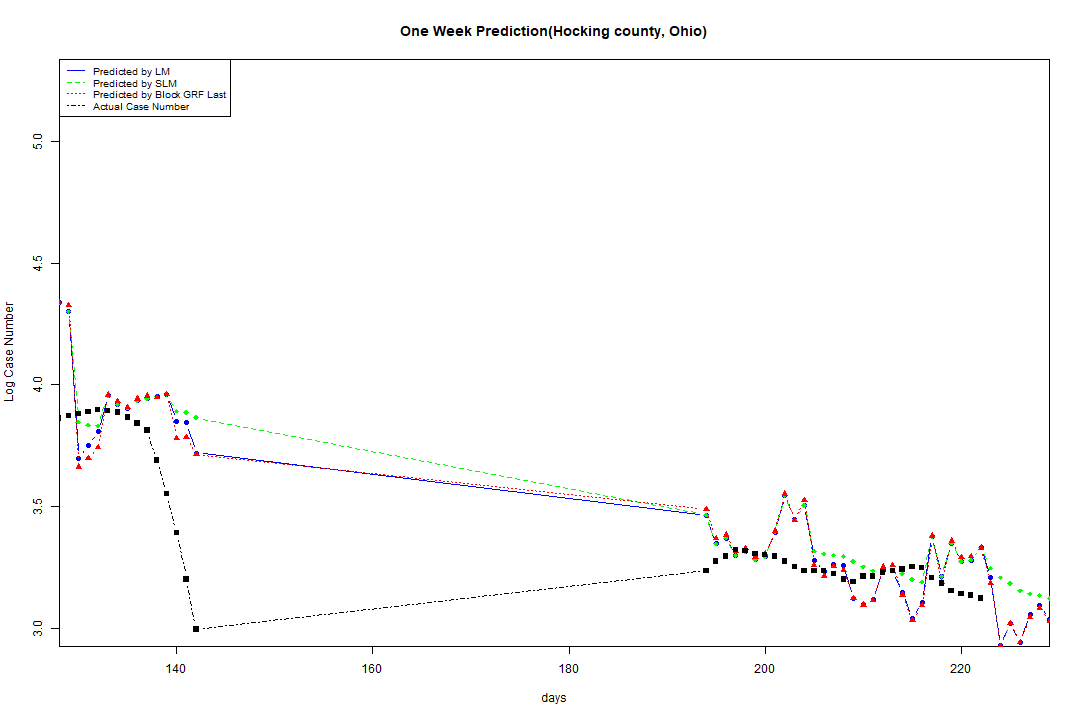 One Week Prediction(Hocking county, Ohio)
Predicted by LM
Predicted by SLM
Predicted by Block GRF Last
Actual Case Number
5.0
4.5
4.0
3.5
3.0
Log Case Number
140 160 180 200 220
days